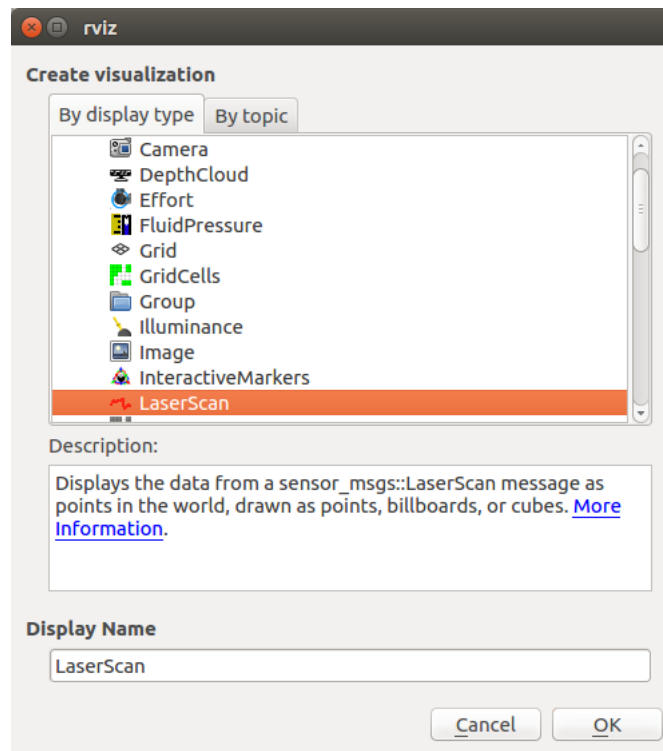 rviz
Create visualization
By display type By topic
Camera
DepthCloud
Effort
FluidPressure
Grid
GridCells
Group
Illuminance
Image
InteractiveMarkers
LaserScan
Description:
Displays the data from a sensor_msgs::LaserScan message as
points in the world, drawn as points, billboards, or cubes. More
Information.
Display Name
LaserScan
Cancel OK